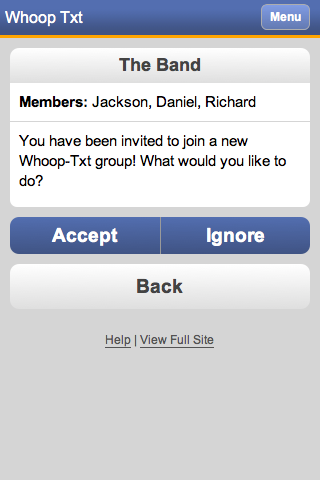 Whoop Txt
Menu
The Band
Members: Jackson, Daniel, Richard
You have been invited to join a new
Whoop-Txt group! What would you like to
do?
Accept
Ignore
Back
Help | View Full Site